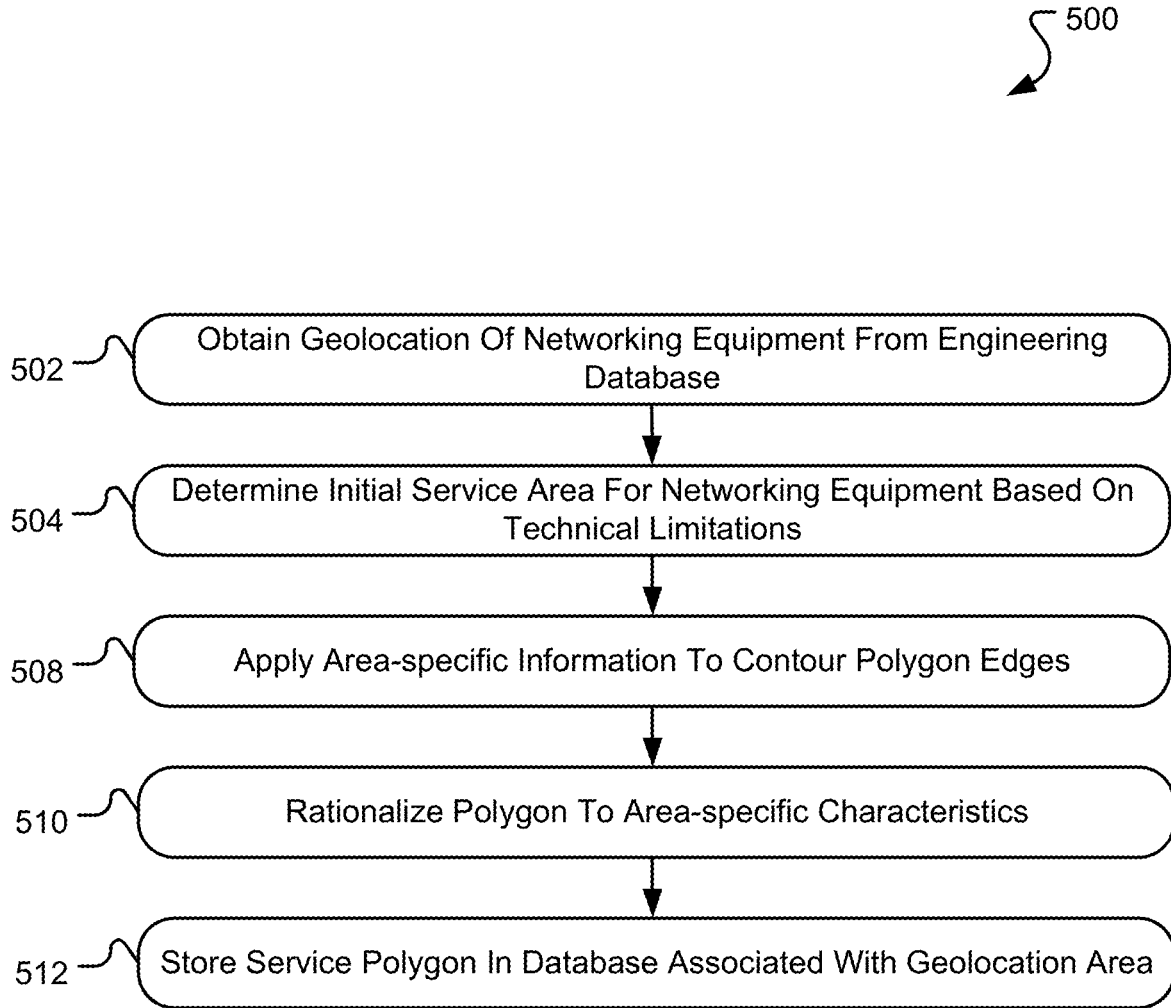 500
502
Obtain Geolocation Of Networking Equipment From Engineering
Database
504
Determine Initial Service Area For Networking Equipment Based On
Technical Limitations
508
Apply Area-specific Information To Contour Polygon Edges
510
Rationalize Polygon To Area-specific Characteristics
512
Store Service Polygon In Database Associated With Geolocation Area